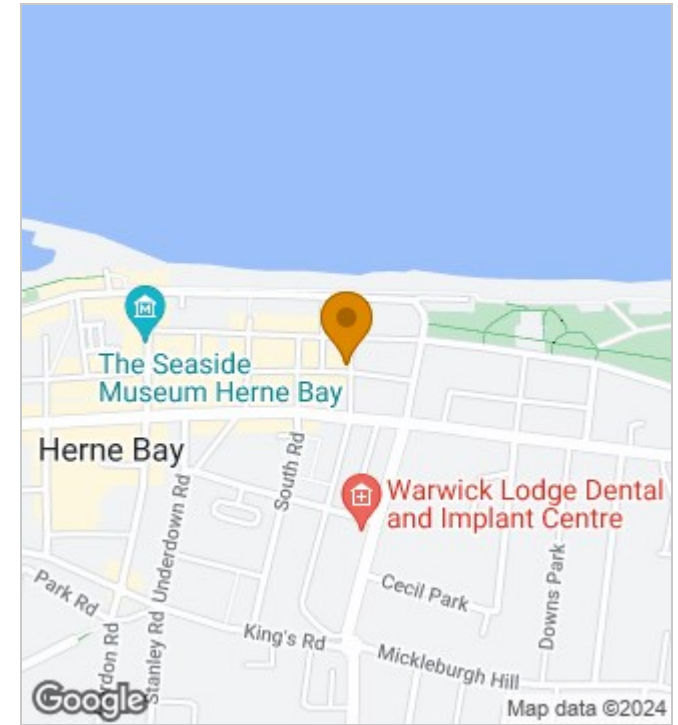 M
The Seaside
Museum Herne Bay
Herne Bay
South Rd
Warwick Lodge Dental
and Implant Centre
Underdown Rd
Stanley Rd
Park Rd
Cecil Park
Downs Park
King's Rd
Mickleburgh Hill
Google
Map data ©2024